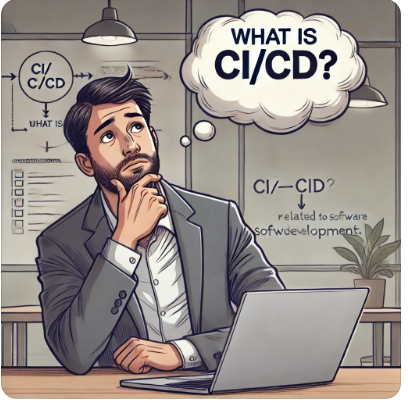 WHAT IS
CI/CD?
CI/
C/CD
WHAT IS
CI/—CID?
related to software
sofwdevelopment.